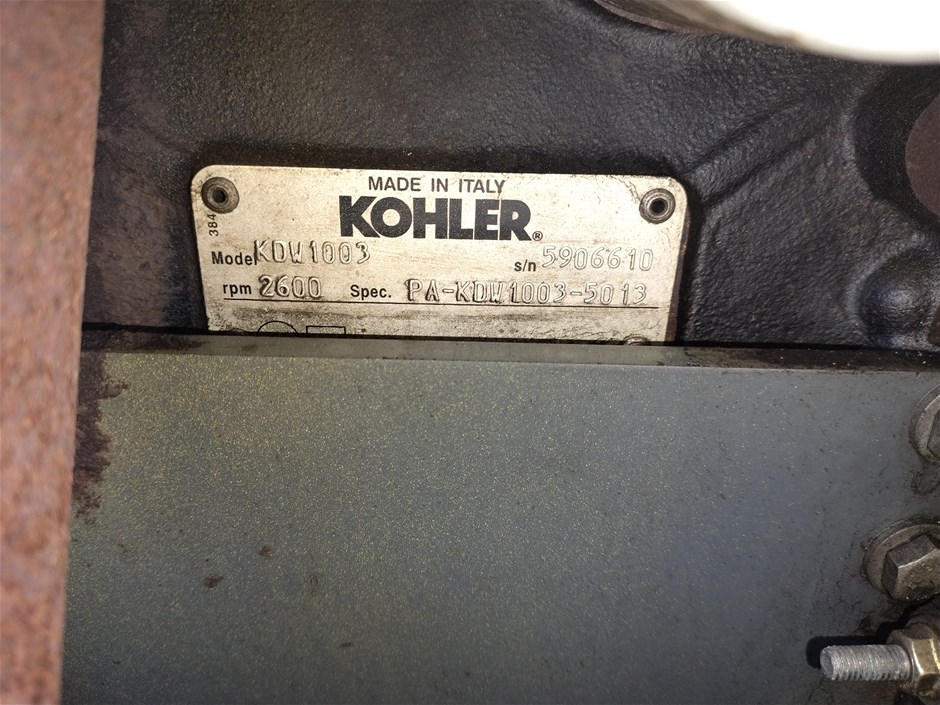 MADE IN ITALY
KOHLER®
384
Model KDW1003 s/n 5906610
rpm 2600 Spec. PA-KDW1003-5013